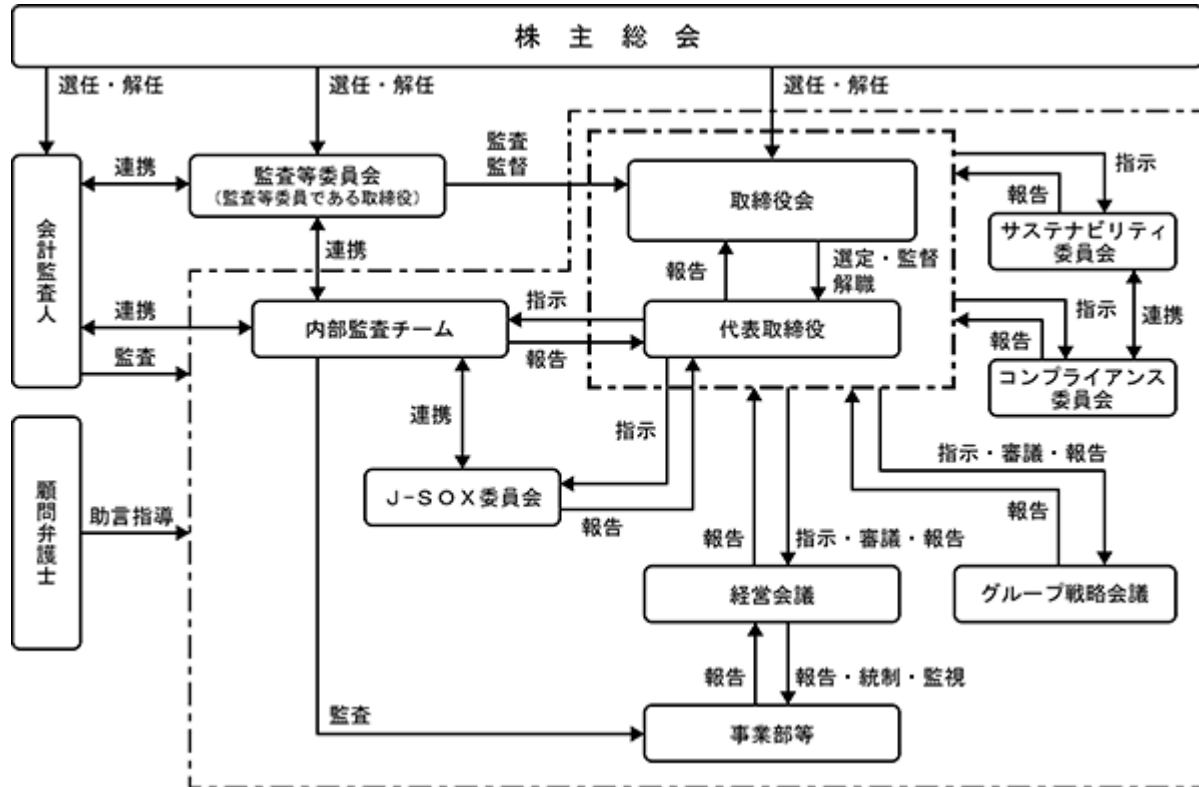 株主総会
選任・解任
選任・解任
選任・解任
監査
監督
連携
監査等委員会
（監査等委員である取締役）
取締役会
指示
報告
サステナビリティ
委員会
会計監査人
連携
報告
選定・監督
解職
連携
内部監査チーム
指示
報告
代表取締役
指示
報告
連携
コンプライアンス
委員会
監査
連携
指示
J-SOX委員会
報告
顧問弁護士
助言指導
報告
指示・審議・報告
指示・審議・報告
報告
経営会議
グループ戦略会議
報告
報告・統制・監視
監査
事業部等